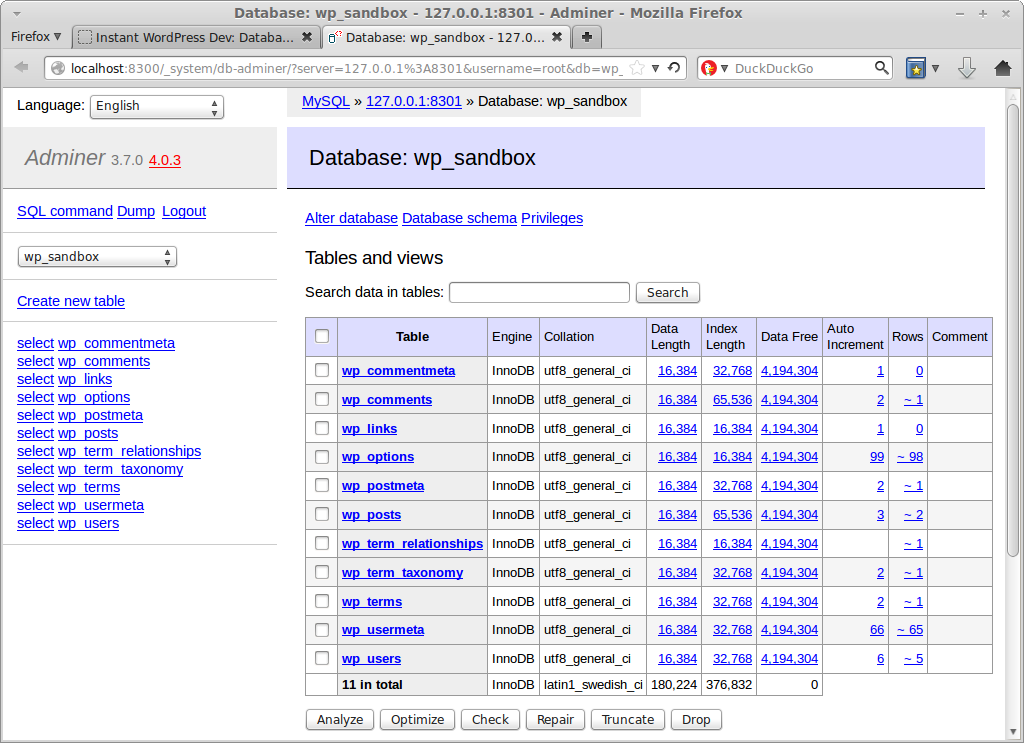 Database: wp_sandbox - 127.0.0.1:8301 - Adminer - Mozilla Firefox
Firefox
Instant WordPress Dev: Databa...
Database: wp_sandbox - 127.0...
localhost:8300/_system/db-adminer/?server=127.0.0.1%3A8301&username=root&db=wp_
DuckDuckGo
Language: English
MySQL » 127.0.0.1:8301 » Database: wp_sandbox
Adminer 3.7.0 4.0.3
Database: wp_sandbox
SQL command Dump Logout
wp_sandbox
Create new table
select wp_commentmeta
select wp_comments
select wp_links
select wp_options
select wp_postmeta
select wp_posts
select wp_term_relationships
select wp_term_taxonomy
select wp_terms
select wp_usermeta
select wp_users
Alter database Database schema Privileges
Tables and views
Search data in tables: Search
Table Engine Collation Data Length Index Length Data Free Auto Increment Rows Comment
wp_commentmeta InnoDB utf8_general_ci 16,384 32,768 4,194,304 1 0
wp_comments InnoDB utf8_general_ci 16,384 65,536 4,194,304 2 ~ 1
wp_links InnoDB utf8_general_ci 16,384 16,384 4,194,304 1 0
wp_options InnoDB utf8_general_ci 16,384 16,384 4,194,304 99 ~ 98
wp_postmeta InnoDB utf8_general_ci 16,384 32,768 4,194,304 2 ~ 1
wp_posts InnoDB utf8_general_ci 16,384 65,536 4,194,304 3 ~ 2
wp_term_relationships InnoDB utf8_general_ci 16,384 16,384 4,194,304 ~ 1
wp_term_taxonomy InnoDB utf8_general_ci 16,384 32,768 4,194,304 2 ~ 1
wp_terms InnoDB utf8_general_ci 16,384 32,768 4,194,304 2 ~ 1
wp_usermeta InnoDB utf8_general_ci 16,384 32,768 4,194,304 66 ~ 65
wp_users InnoDB utf8_general_ci 16,384 32,768 4,194,304 6 ~ 5
11 in total InnoDB latin1_swedish_ci 180,224 376,832 0
Analyze Optimize Check Repair Truncate Drop